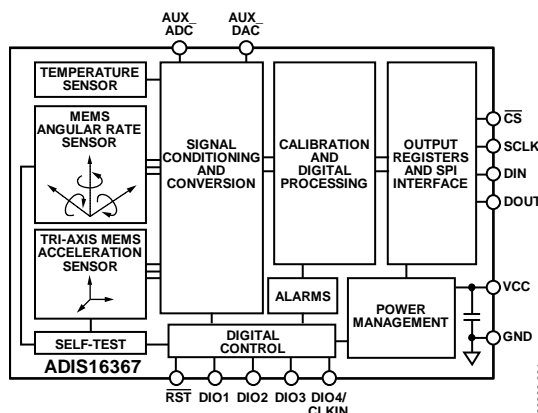 AUX_
ADC
AUX_
DAC
TEMPERATURE
SENSOR
MEMS
ANGULAR RATE
SENSOR
TRI-AXIS MEMS
ACCELERATION
SENSOR
SELF-TEST
SIGNAL
CONDITIONING
AND
CONVERSION
CALIBRATION
AND
DIGITAL
PROCESSING
OUTPUT
REGISTERS
AND SPI
INTERFACE
ALARMS
POWER
MANAGEMENT
DIGITAL
CONTROL
CS
SCLK
DIN
DOUT
VCC
GND
ADIS16367
RST DIO1 DIO2 DIO3 DIO4/
CLKIN